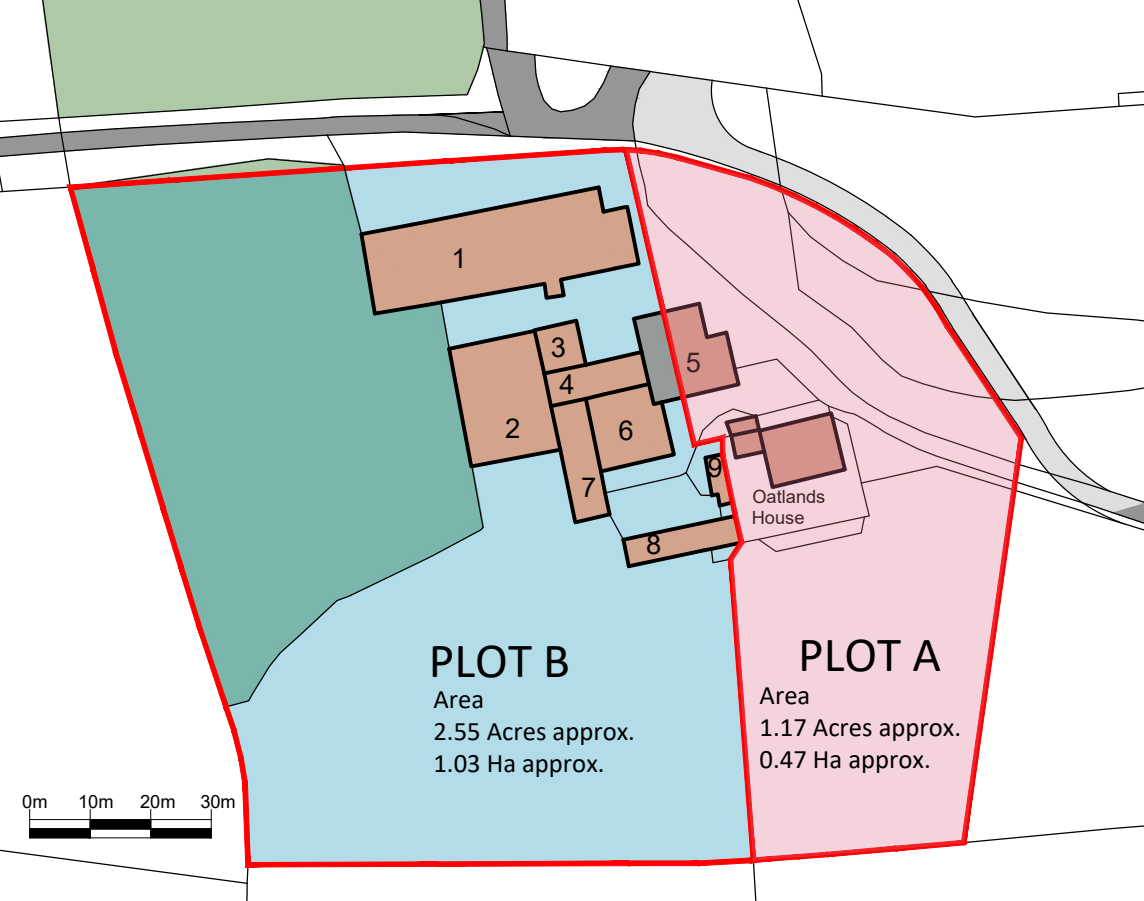 1
3
5
4
2
6
9
7
Oatlands
House
8
PLOT B
Area
2.55 Acres approx.
1.03 Ha approx.
PLOT A
Area
1.17 Acres approx.
0.47 Ha approx.
0m 10m 20m 30m